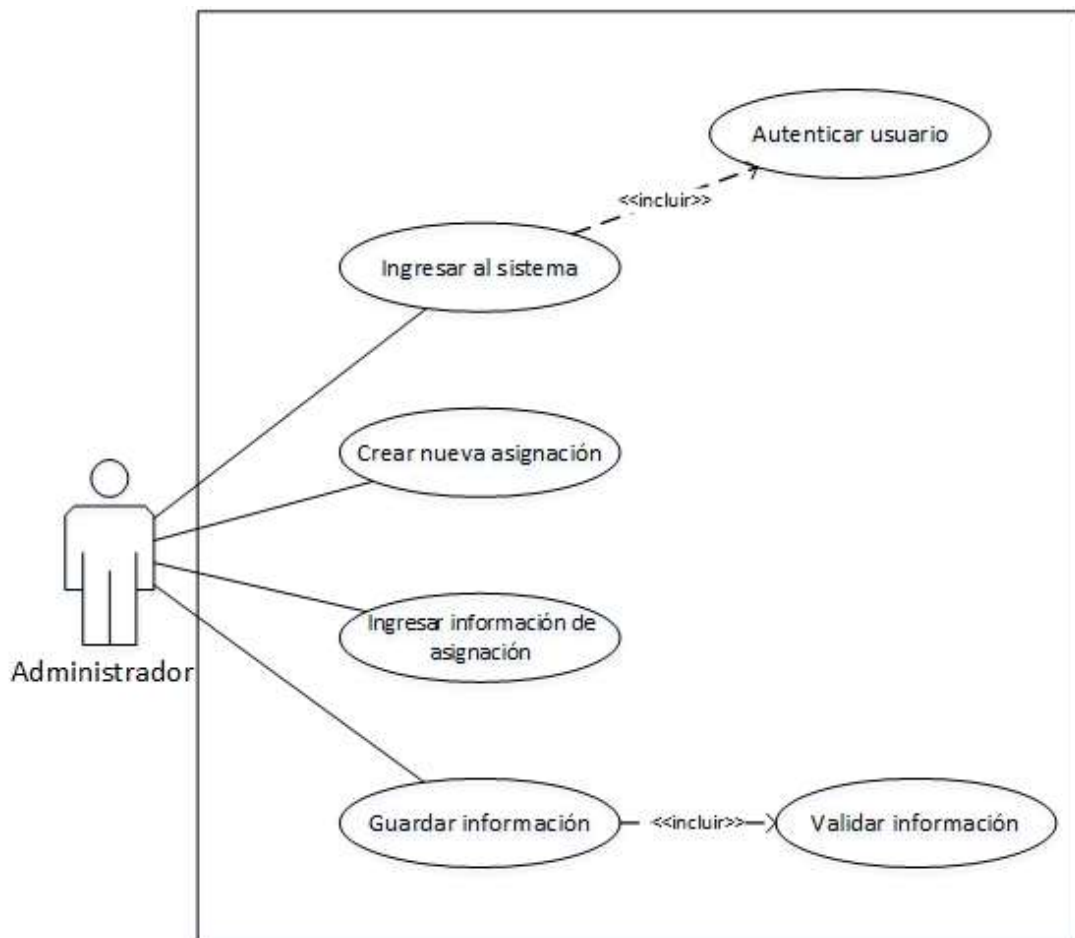 Autenticar usuario
<<incluir>>
Ingresar al sistema
Crear nueva asignación
Ingresar información de
asignación
Administrador
Guardar información
<<incluir>>
Validar información